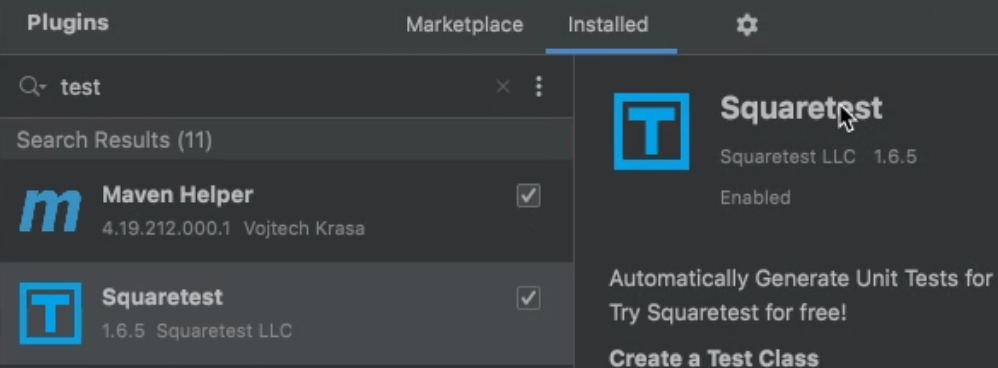 Plugins
Marketplace
Installed
test
Search Results (11)
m
Maven Helper
4.19.212.000.1 Vojtech Krasa
T
Squaretest
1.6.5 Squaretest LLC
T
Squaretest
Squaretest LLC 1.6.5
Enabled
Automatically Generate Unit Tests for
Try Squaretest for free!
Create a Test Class